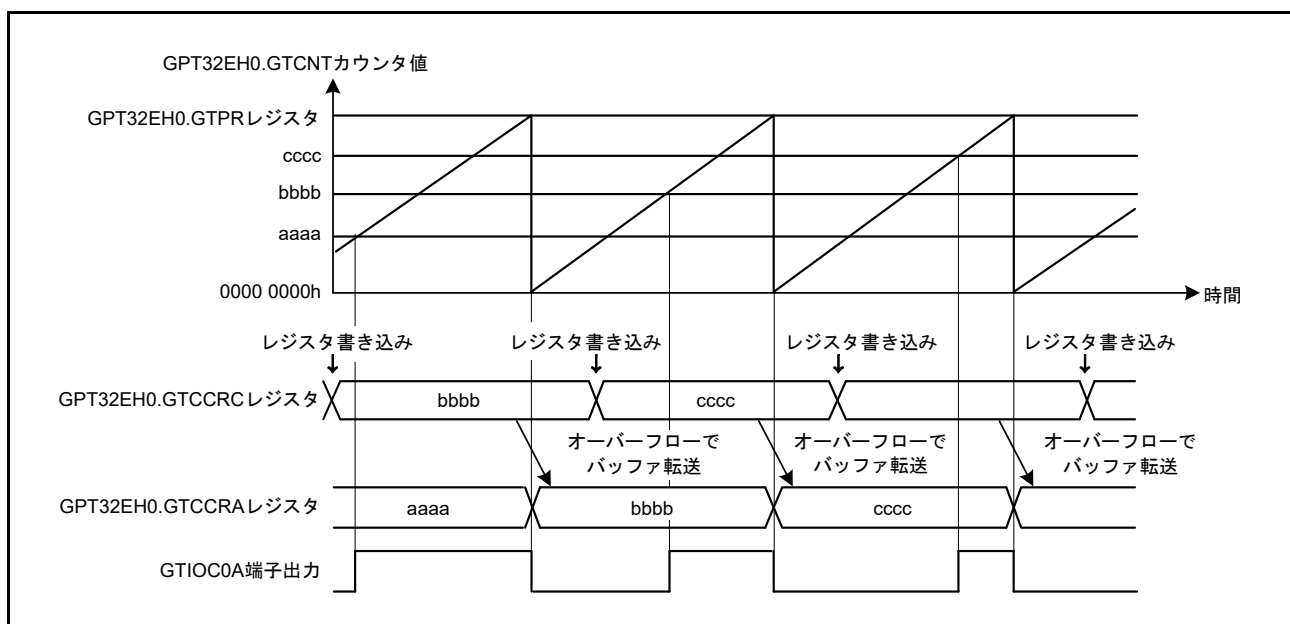 GPT32EH0.GTCNTカウンタ値
GPT32EH0.GTPRレジスタ
cccc
bbbb
aaaa
0000 0000h
時間
レジスタ書き込み レジスタ書き込み レジスタ書き込み レジスタ書き込み
GPT32EH0.GTCCRCレジスタ bbbb cccc
オーバーフローで オーバーフローで オーバーフローで
バッファ転送 バッファ転送 バッファ転送
GPT32EH0.GTCCRAレジスタ aaaa bbbb cccc
GTIOC0A端子出力